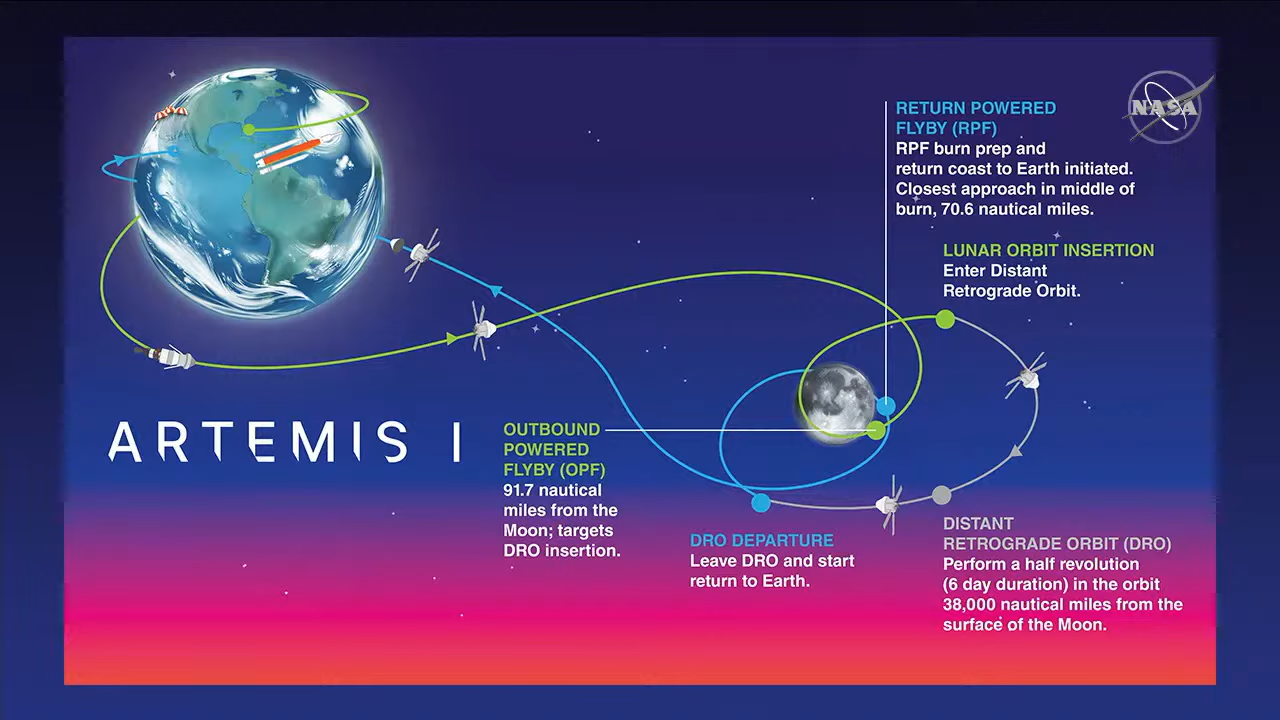 NASA
RETURN POWERED
FLYBY (RPF)
RPF burn prep and
return coast to Earth initiated.
Closest approach in middle of
burn, 70.6 nautical miles.
LUNAR ORBIT INSERTION
Enter Distant
Retrograde Orbit.
ARTEMIS I
OUTBOUND
POWERED
FLYBY (OPF)
91.7 nautical
miles from the
Moon; targets
DRO insertion.
DRO DEPARTURE
Leave DRO and start
return to Earth.
DISTANT
RETROGRADE ORBIT (DRO)
Perform a half revolution
(6 day duration) in the orbit
38,000 nautical miles from the
surface of the Moon.